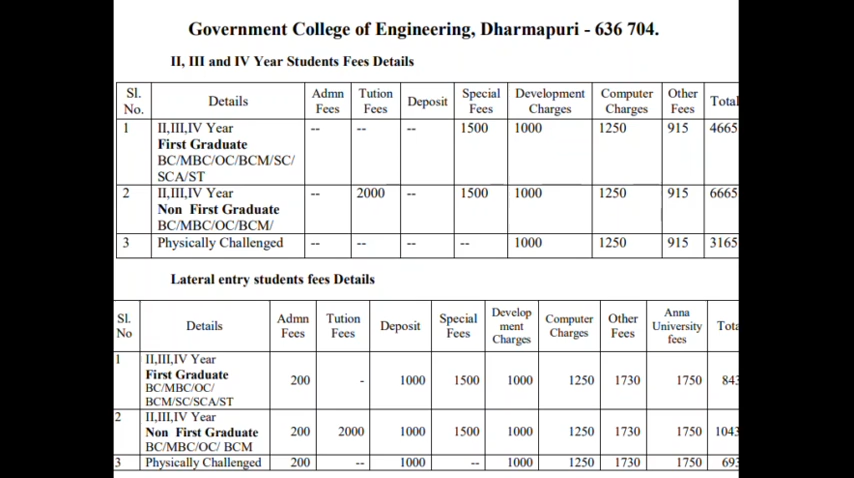 Government College of Engineering, Dharmapuri - 636 704.
II, III and IV Year Students Fees Details
Sl. No. Details Admn Fees Tution Fees Deposit Special Fees Development Charges Computer Charges Other Fees Total
1 II,III,IV Year First Graduate BC/MBC/OC/BCM/SC/ SCA/ST -- -- -- 1500 1000 1250 915 4665
2 II,III,IV Year Non First Graduate BC/MBC/OC/BCM/ -- 2000 -- 1500 1000 1250 915 6665
3 Physically Challenged -- -- -- -- 1000 1250 915 3165
Lateral entry students fees Details
Sl. No Details Admn Fees Tution Fees Deposit Special Fees Develop ment Charges Computer Charges Other Fees Anna University fees
1 II,III,IV Year First Graduate BC/MBC/OC/ BCM/SC/SCA/ST 200 - 1000 1500 1000 1250 1730 1750
2 II,III,IV Year Non First Graduate BC/MBC/OC/ BCM 200 2000 1000 1500 1000 1250 1730 1750
3 Physically Challenged 200 -- 1000 -- 1000 1250 1730 1750